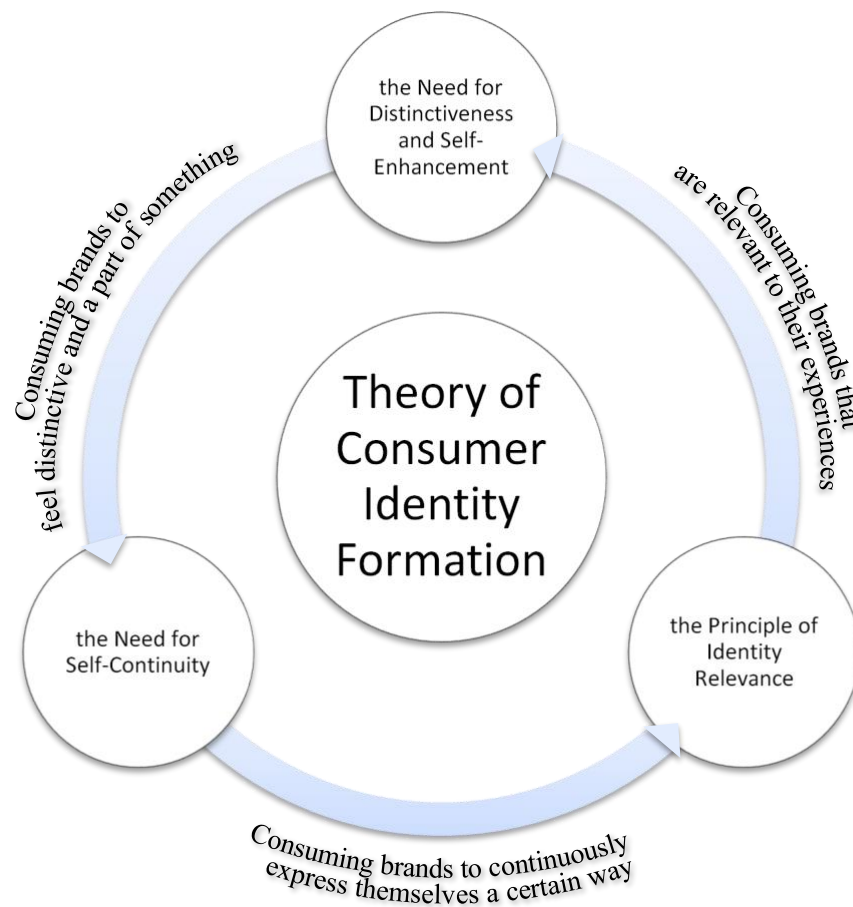 the Need for
Distinctiveness
and Self-
Enhancement
Consuming brands to
feel distinctive and a part of something
Consuming brands that
are relevant to their experiences
Theory of
Consumer
Identity
Formation
the Need for
Self-Continuity
the Principle of
Identity
Relevance
Consuming brands to continuously
express themselves a certain way